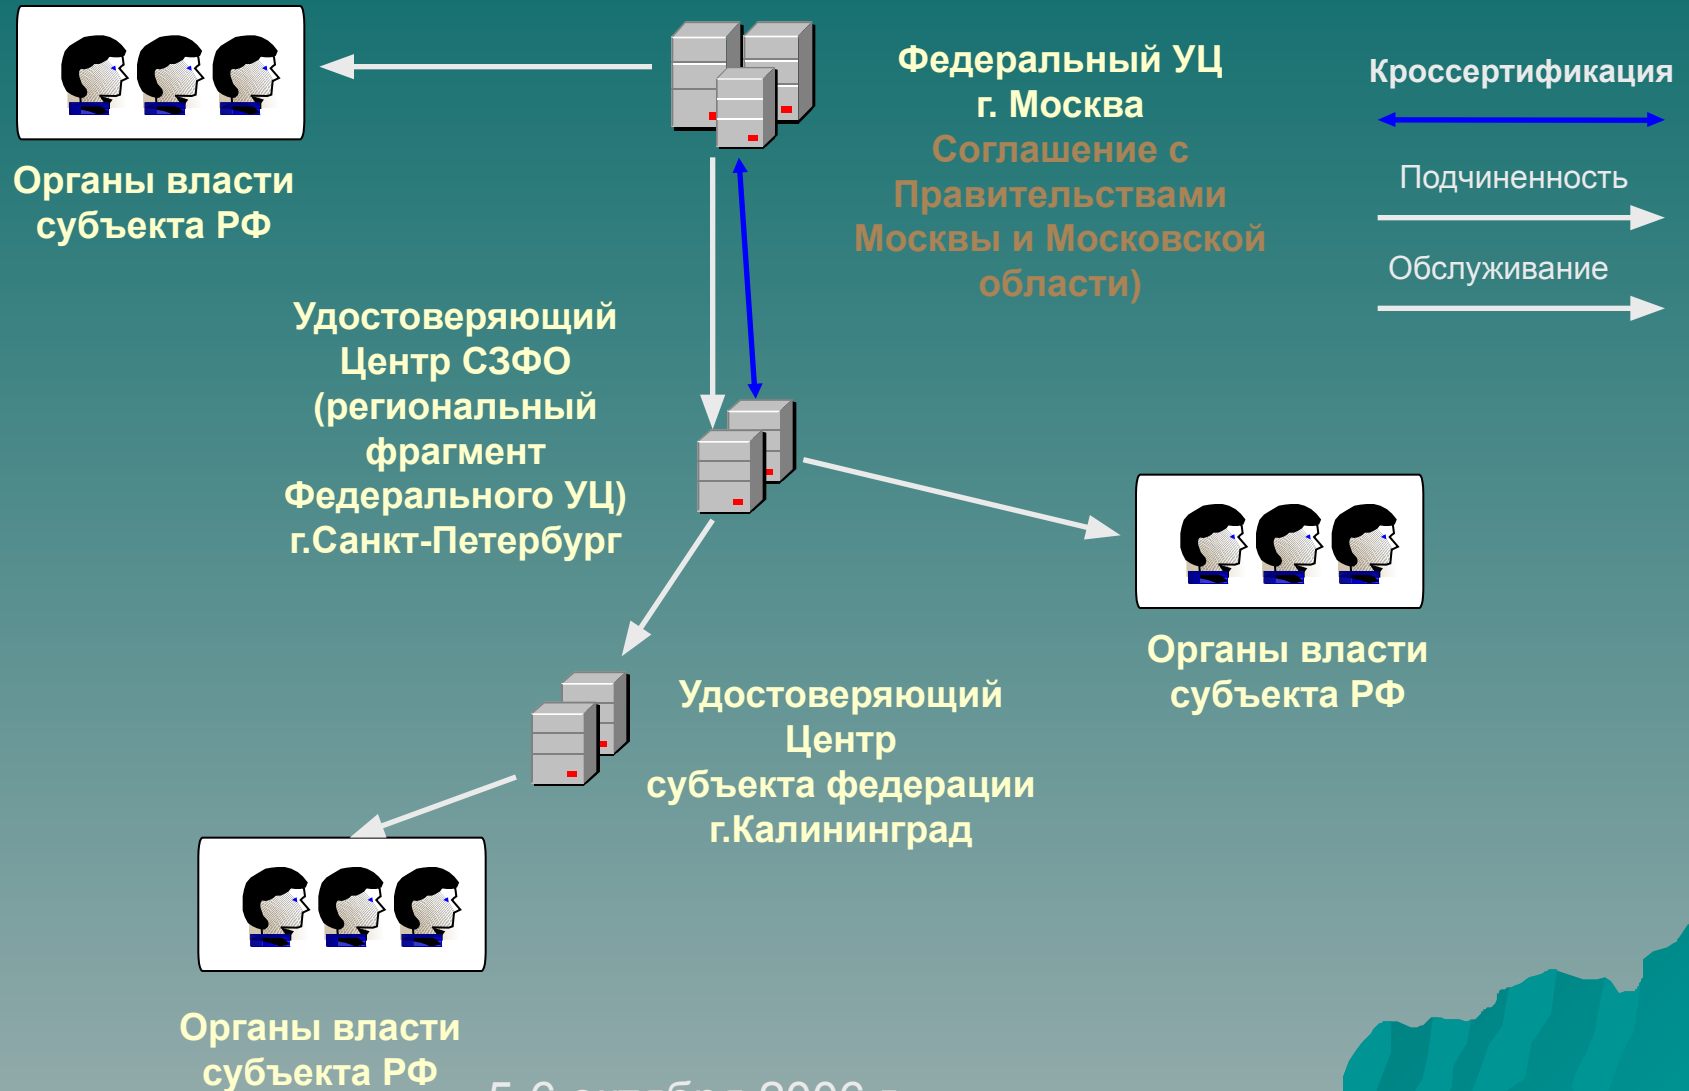 Федеральный УЦ
г. Москва
Соглашение с
Правительствами
Москвы и Московской
области)
Кроссертификация
Подчиненность
Обслуживание
Органы власти
субъекта РФ
Удостоверяющий
Центр СЗФО
(региональный
фрагмент
Федерального УЦ)
г.Санкт-Петербург
Органы власти
субъекта РФ
Удостоверяющий
Центр
субъекта федерации
г.Калининград
Органы власти
субъекта РФ
октября